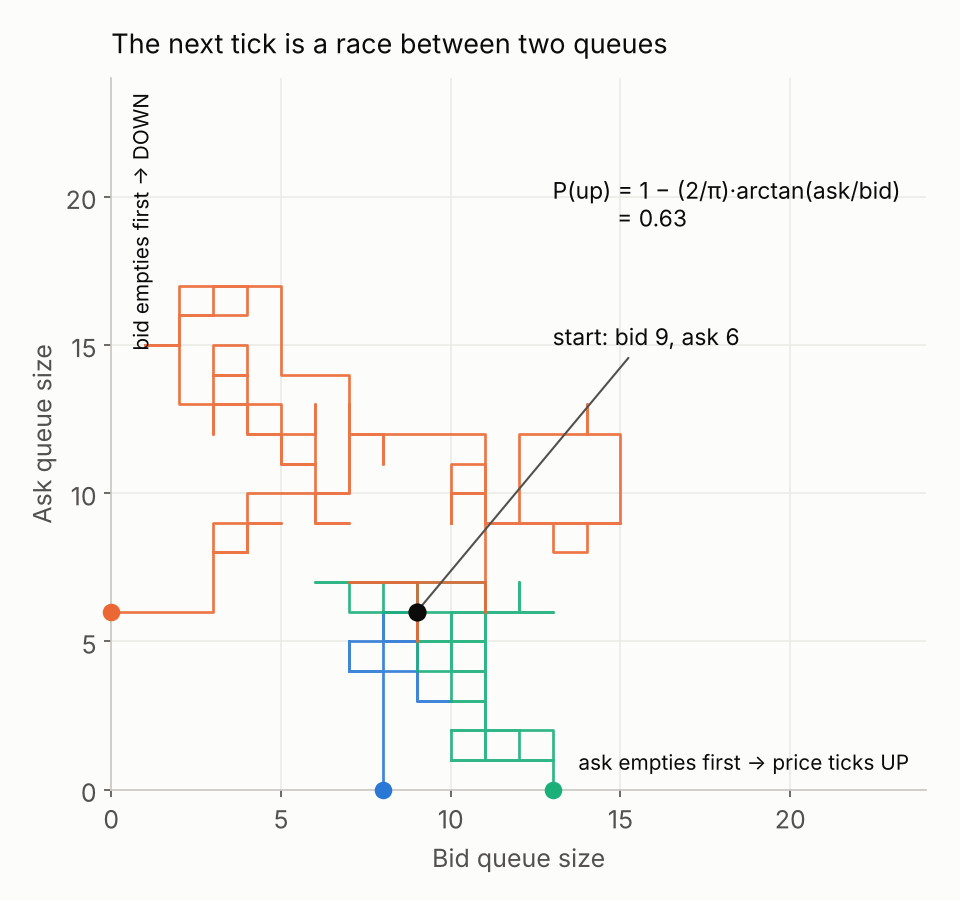 The next tick is a race between two queues
bid empties first → DOWN
P(up) = 1 − (2/π)·arctan(ask/bid)
= 0.63
start: bid 9, ask 6
ask empties first → price ticks UP
Ask queue size
20
15
10
5
0
0 5 10 15 20
Bid queue size